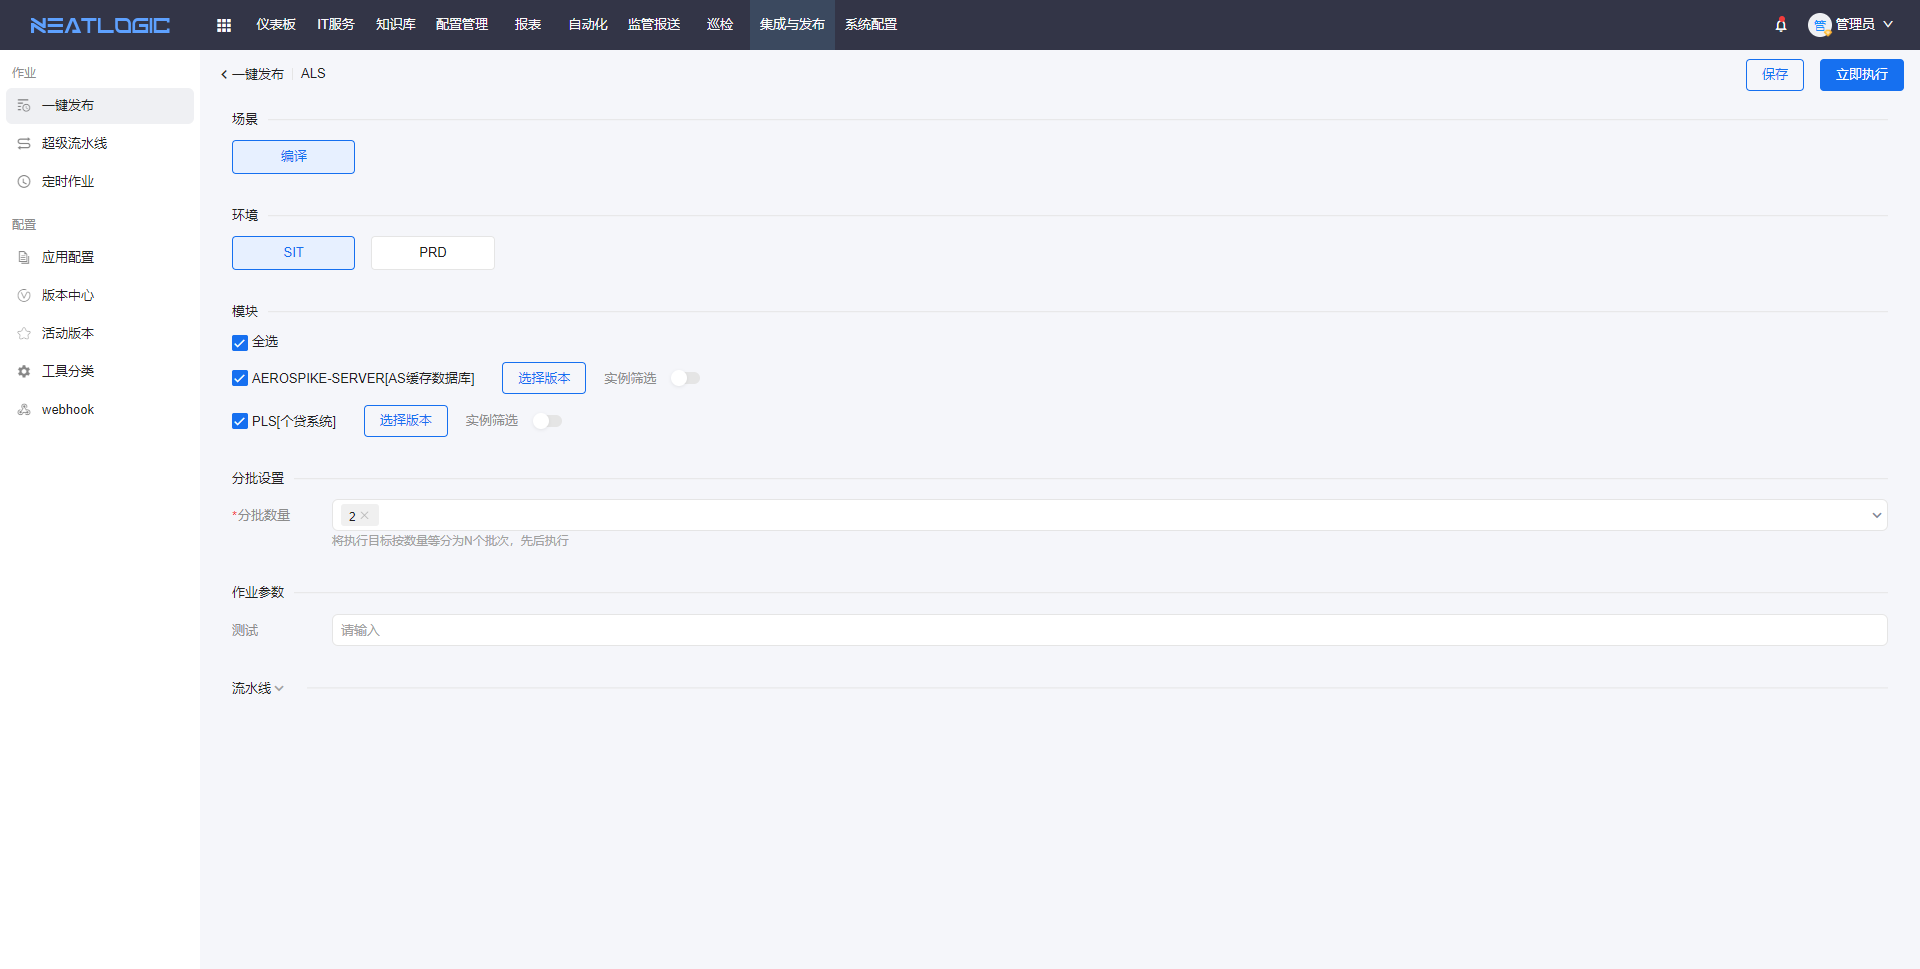 NEATLOGIC
仪表板 IT服务 知识库 配置管理 报表 自动化 监管报送 巡检 集成与发布 系统配置
管 管理员
作业
一键发布
超级流水线
定时作业
配置
应用配置
版本中心
活动版本
工具分类
webhook
一键发布 ALS
保存 立即执行
场景
编译
环境
SIT PRD
模块
全选
AEROSPIKE-SERVER[AS缓存数据库] 选择版本 实例筛选
PLS[个贷系统] 选择版本 实例筛选
分批设置
*分批数量 2
将执行目标按数量等分为N个批次，先后执行
作业参数
测试 请输入
流水线